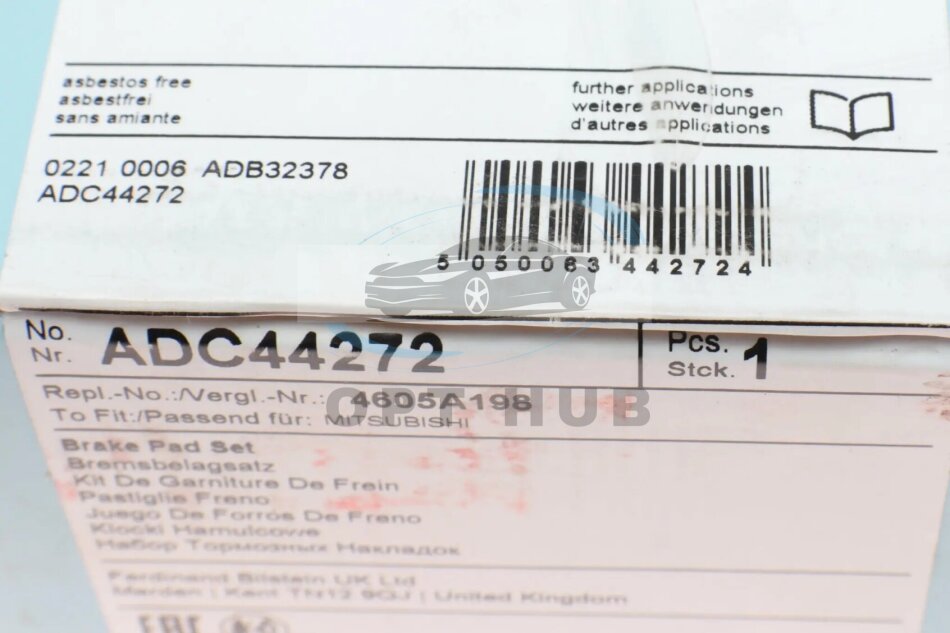 asbestos free
asbestfrei
sans amiante
further applications
weitere anwendungen
d'autres applications
0221 0006 ADB32378
ADC44272
5 050063 442724
No.
Nr.
ADC44272
Pcs.
Stck.
1
Repl.-No.:/Vergl.-Nr.: 4605A198
To Fit:/Passend für: MITSUBISHI
OPT HUB
Brake Pad Set
Bremsbelagsatz
Kit De Garniture De Frein
Pastiglie Freno
Juego De Forros De Freno
Klocki Hamulcowe
Набор Тормозных Накладок
Ferdinand Bilstein UK Ltd
Marden | Kent TN12 9QJ | United Kingdom
EAC